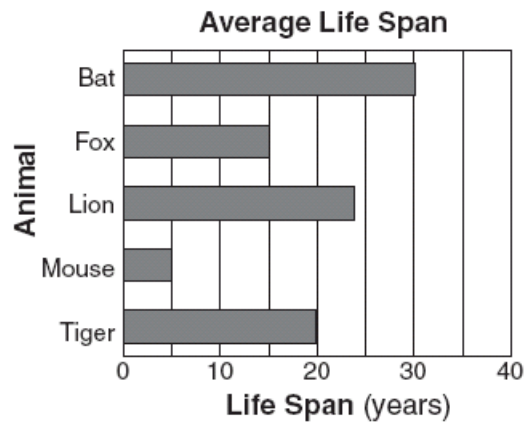 Average Life Span
Animal
Bat
Fox
Lion
Mouse
Tiger
0 10 20 30 40
Life Span (years)